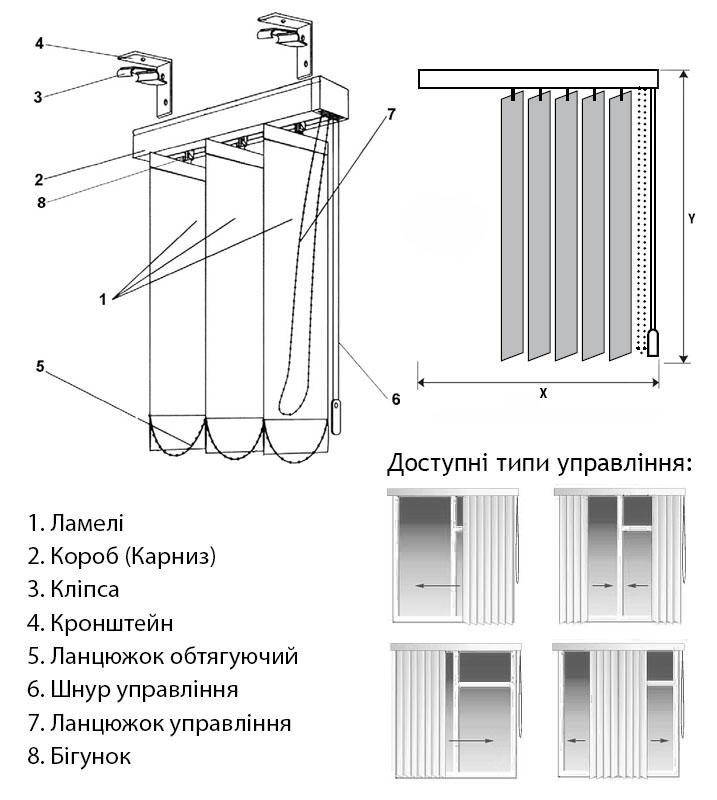 4
3
2
8
1
5
7
6
Y
X
Доступні типи управління:
1. Ламелі
2. Короб (Карниз)
3. Кліпса
4. Кронштейн
5. Ланцюжок обтягуючий
6. Шнур управління
7. Ланцюжок управління
8. Бігунок